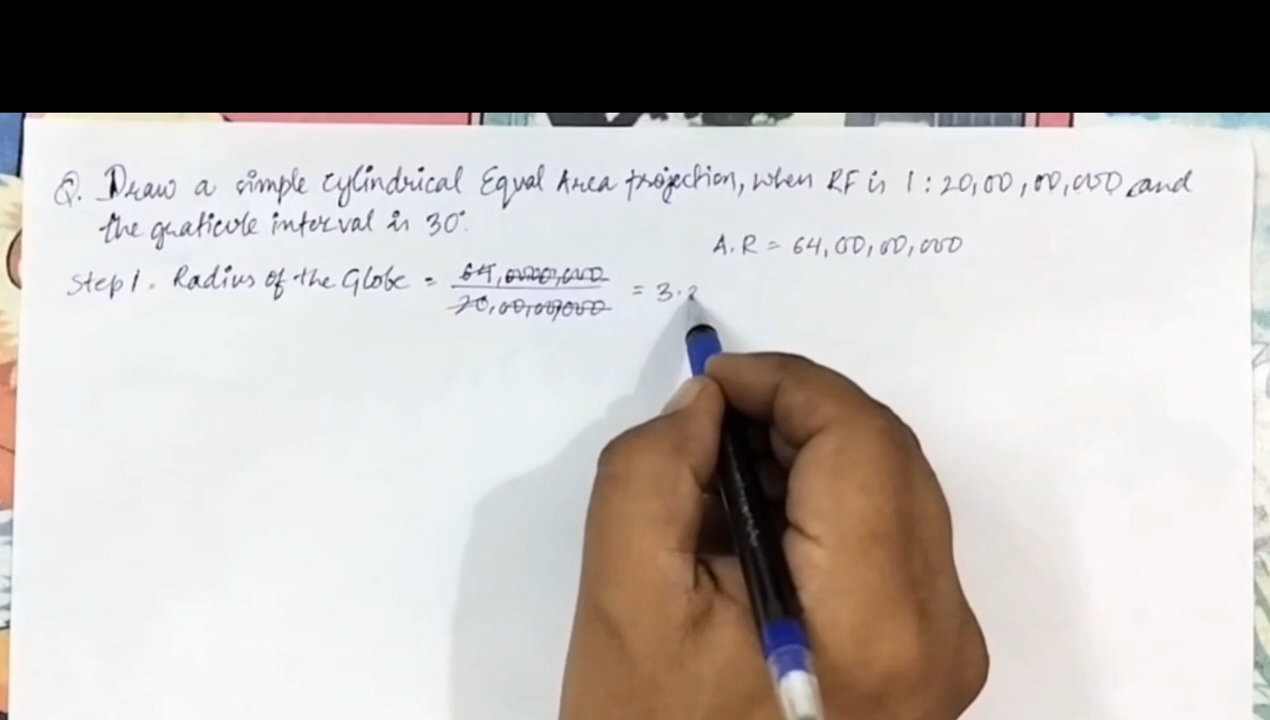 Q. Draw a simple cylindrical Equal Area projection, when RF is 1 : 20,00,00,000, and
the graticule interval is 30°.
A.R = 64,00,00,000
Step 1. Radius of the Globe = 64,0000,000 / 20,00,00,000 = 3.2